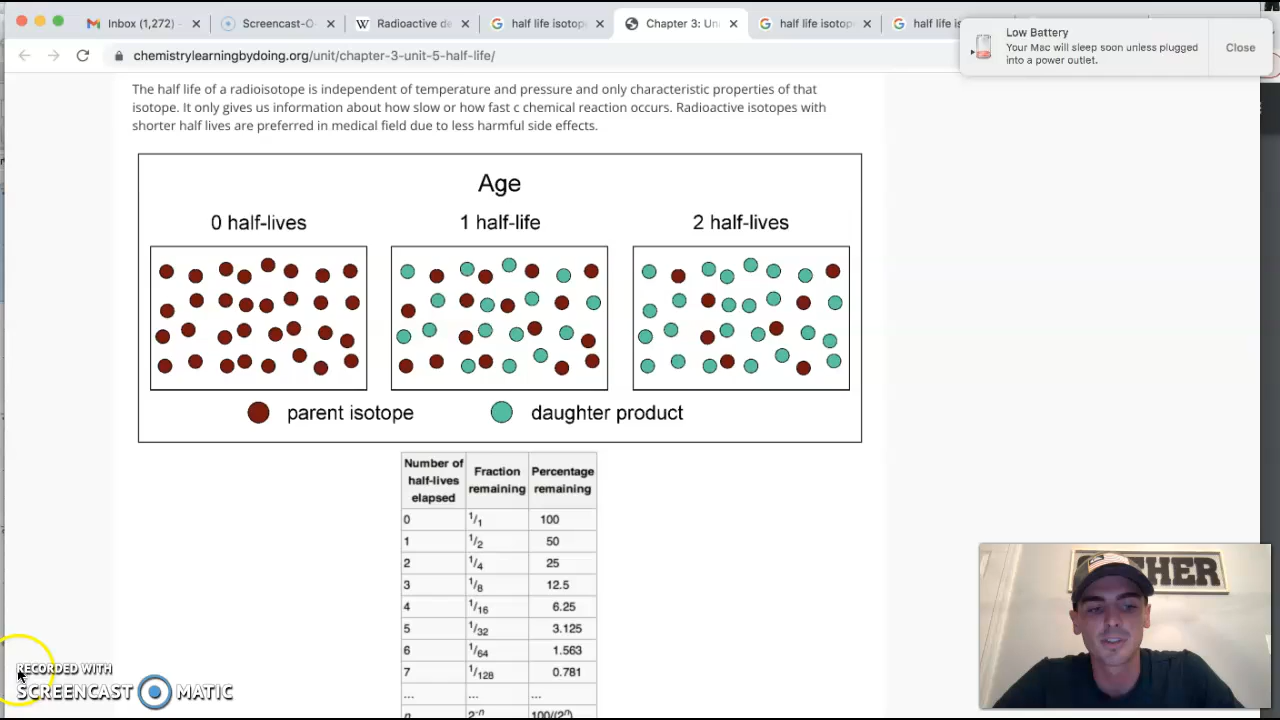 Inbox (1,272)
Screencast-O-
Radioactive de
half life isotop
Chapter 3: Uni
half life isotop
half life is
Low Battery
Your Mac will sleep soon unless plugged
into a power outlet.
Close
chemistrylearningbydoing.org/unit/chapter-3-unit-5-half-life/
The half life of a radioisotope is independent of temperature and pressure and only characteristic properties of that
isotope. It only gives us information about how slow or how fast c chemical reaction occurs. Radioactive isotopes with
shorter half lives are preferred in medical field due to less harmful side effects.
Age
0 half-lives 1 half-life 2 half-lives
parent isotope daughter product
Number of half-lives elapsed Fraction remaining Percentage remaining
0 1/1 100
1 1/2 50
2 1/4 25
3 1/8 12.5
4 1/16 6.25
5 1/32 3.125
6 1/64 1.563
7 1/128 0.781
... ... ...
n 2⁻ⁿ 100/(2ⁿ)
RECORDED WITH
SCREENCAST MATIC